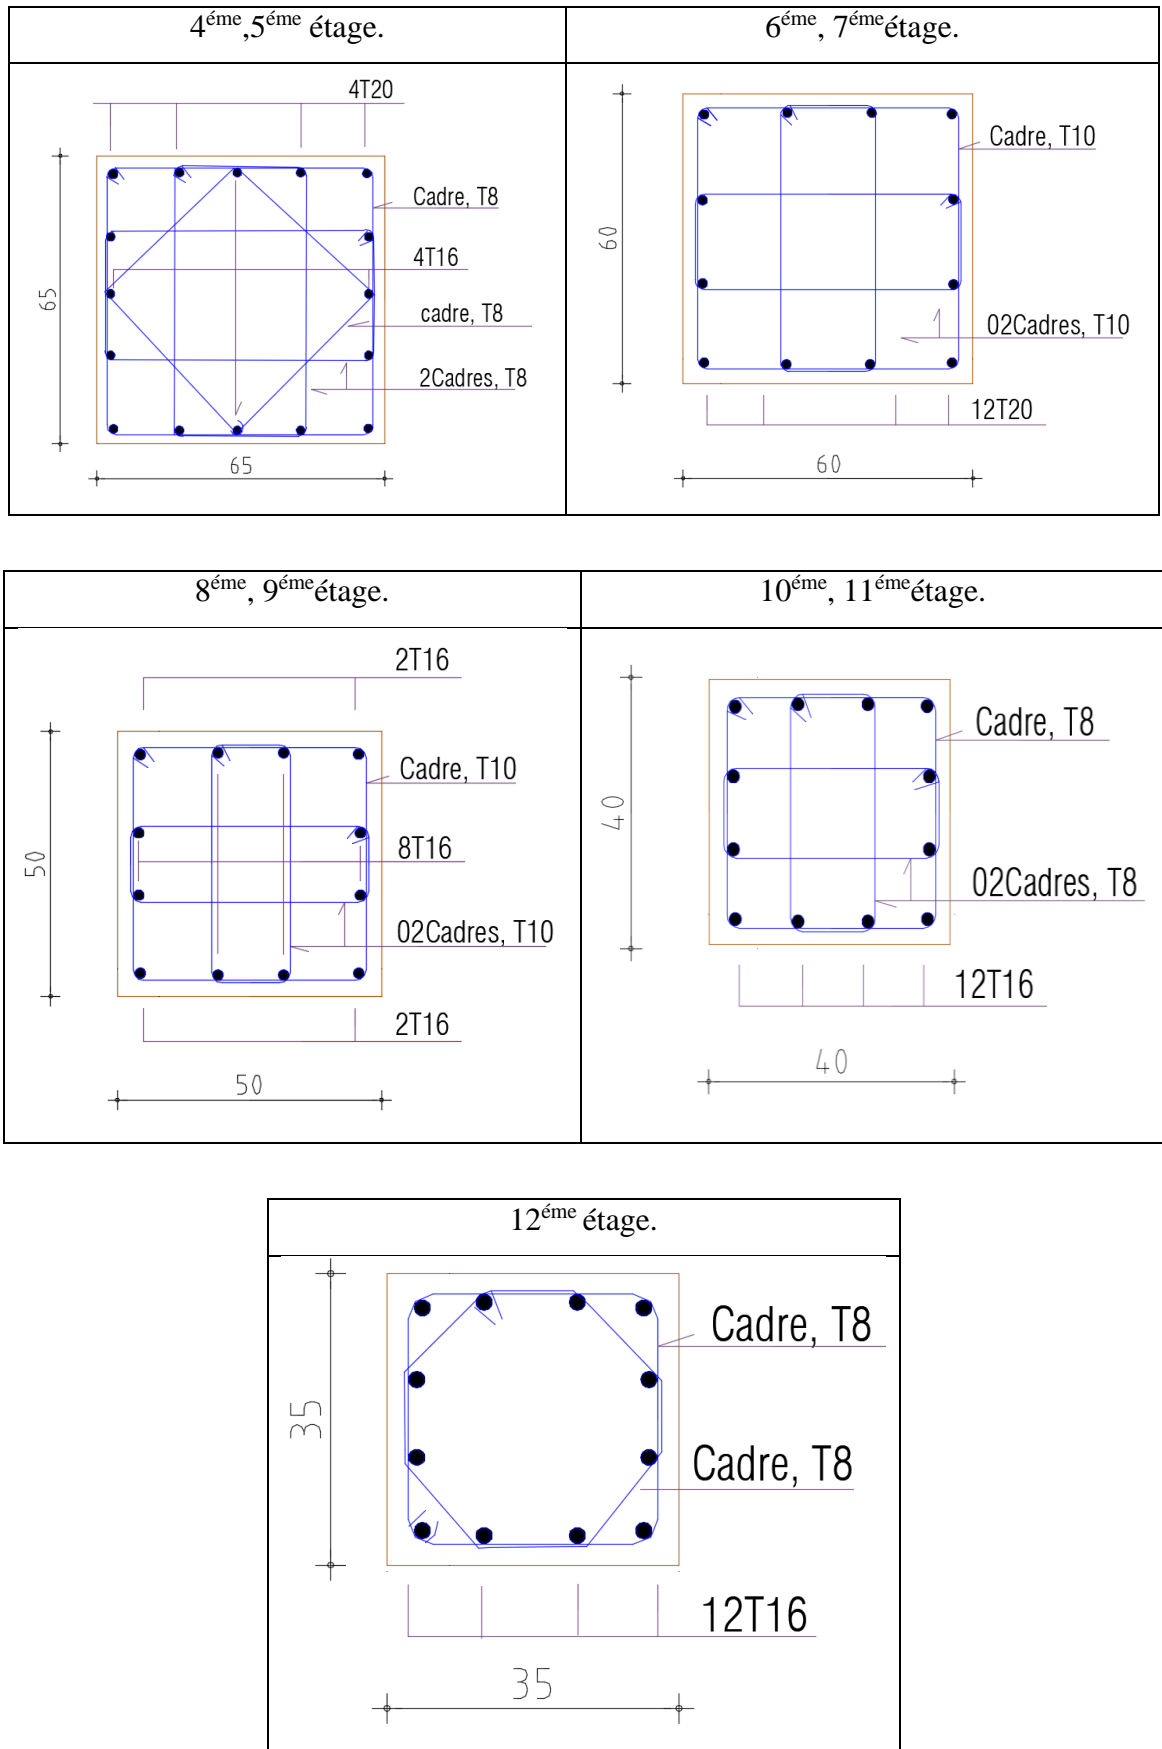 4éme,5éme étage.
6éme, 7émeétage.
4T20
Cadre, T8
4T16
cadre, T8
2Cadres, T8
65
65
Cadre, T10
60
02Cadres, T10
12T20
60
8éme, 9émeétage.
10éme, 11émeétage.
2T16
Cadre, T10
8T16
50
02Cadres, T10
2T16
50
Cadre, T8
40
02Cadres, T8
12T16
40
12éme étage.
Cadre, T8
35
Cadre, T8
12T16
35